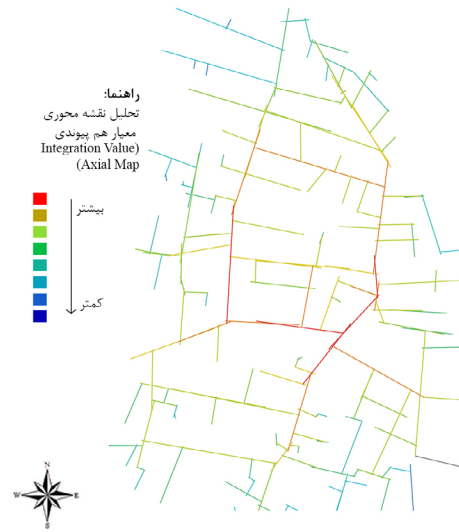 راهنما:
تحلیل نقشه محوری
معیار هم پیوندی
Integration Value)
(Axial Map
بیشتر
کمتر
N
W E
S